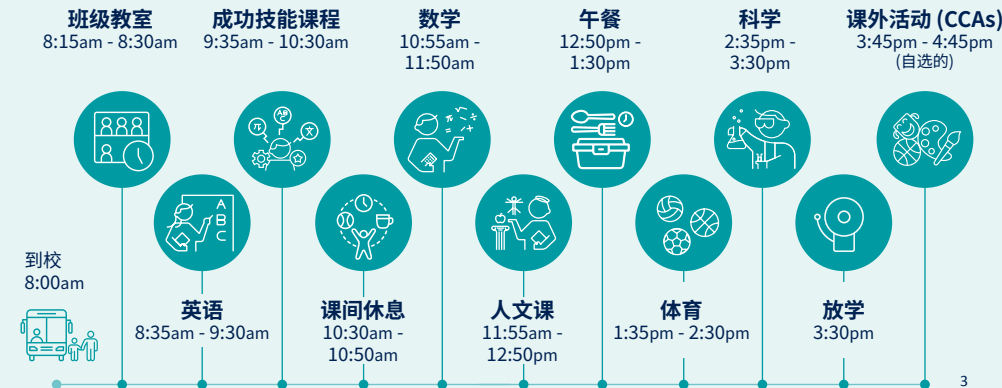 班级教室
8:15am - 8:30am
成功技能课程
9:35am - 10:30am
数学
10:55am -
11:50am
午餐
12:50pm -
1:30pm
科学
2:35pm -
3:30pm
课外活动 (CCAs)
3:45pm - 4:45pm
(自选的)
到校
8:00am
英语
8:35am - 9:30am
课间休息
10:30am -
10:50am
人文课
11:55am -
12:50pm
体育
1:35pm - 2:30pm
放学
3:30pm
A
B
C
π
ABC
文
3